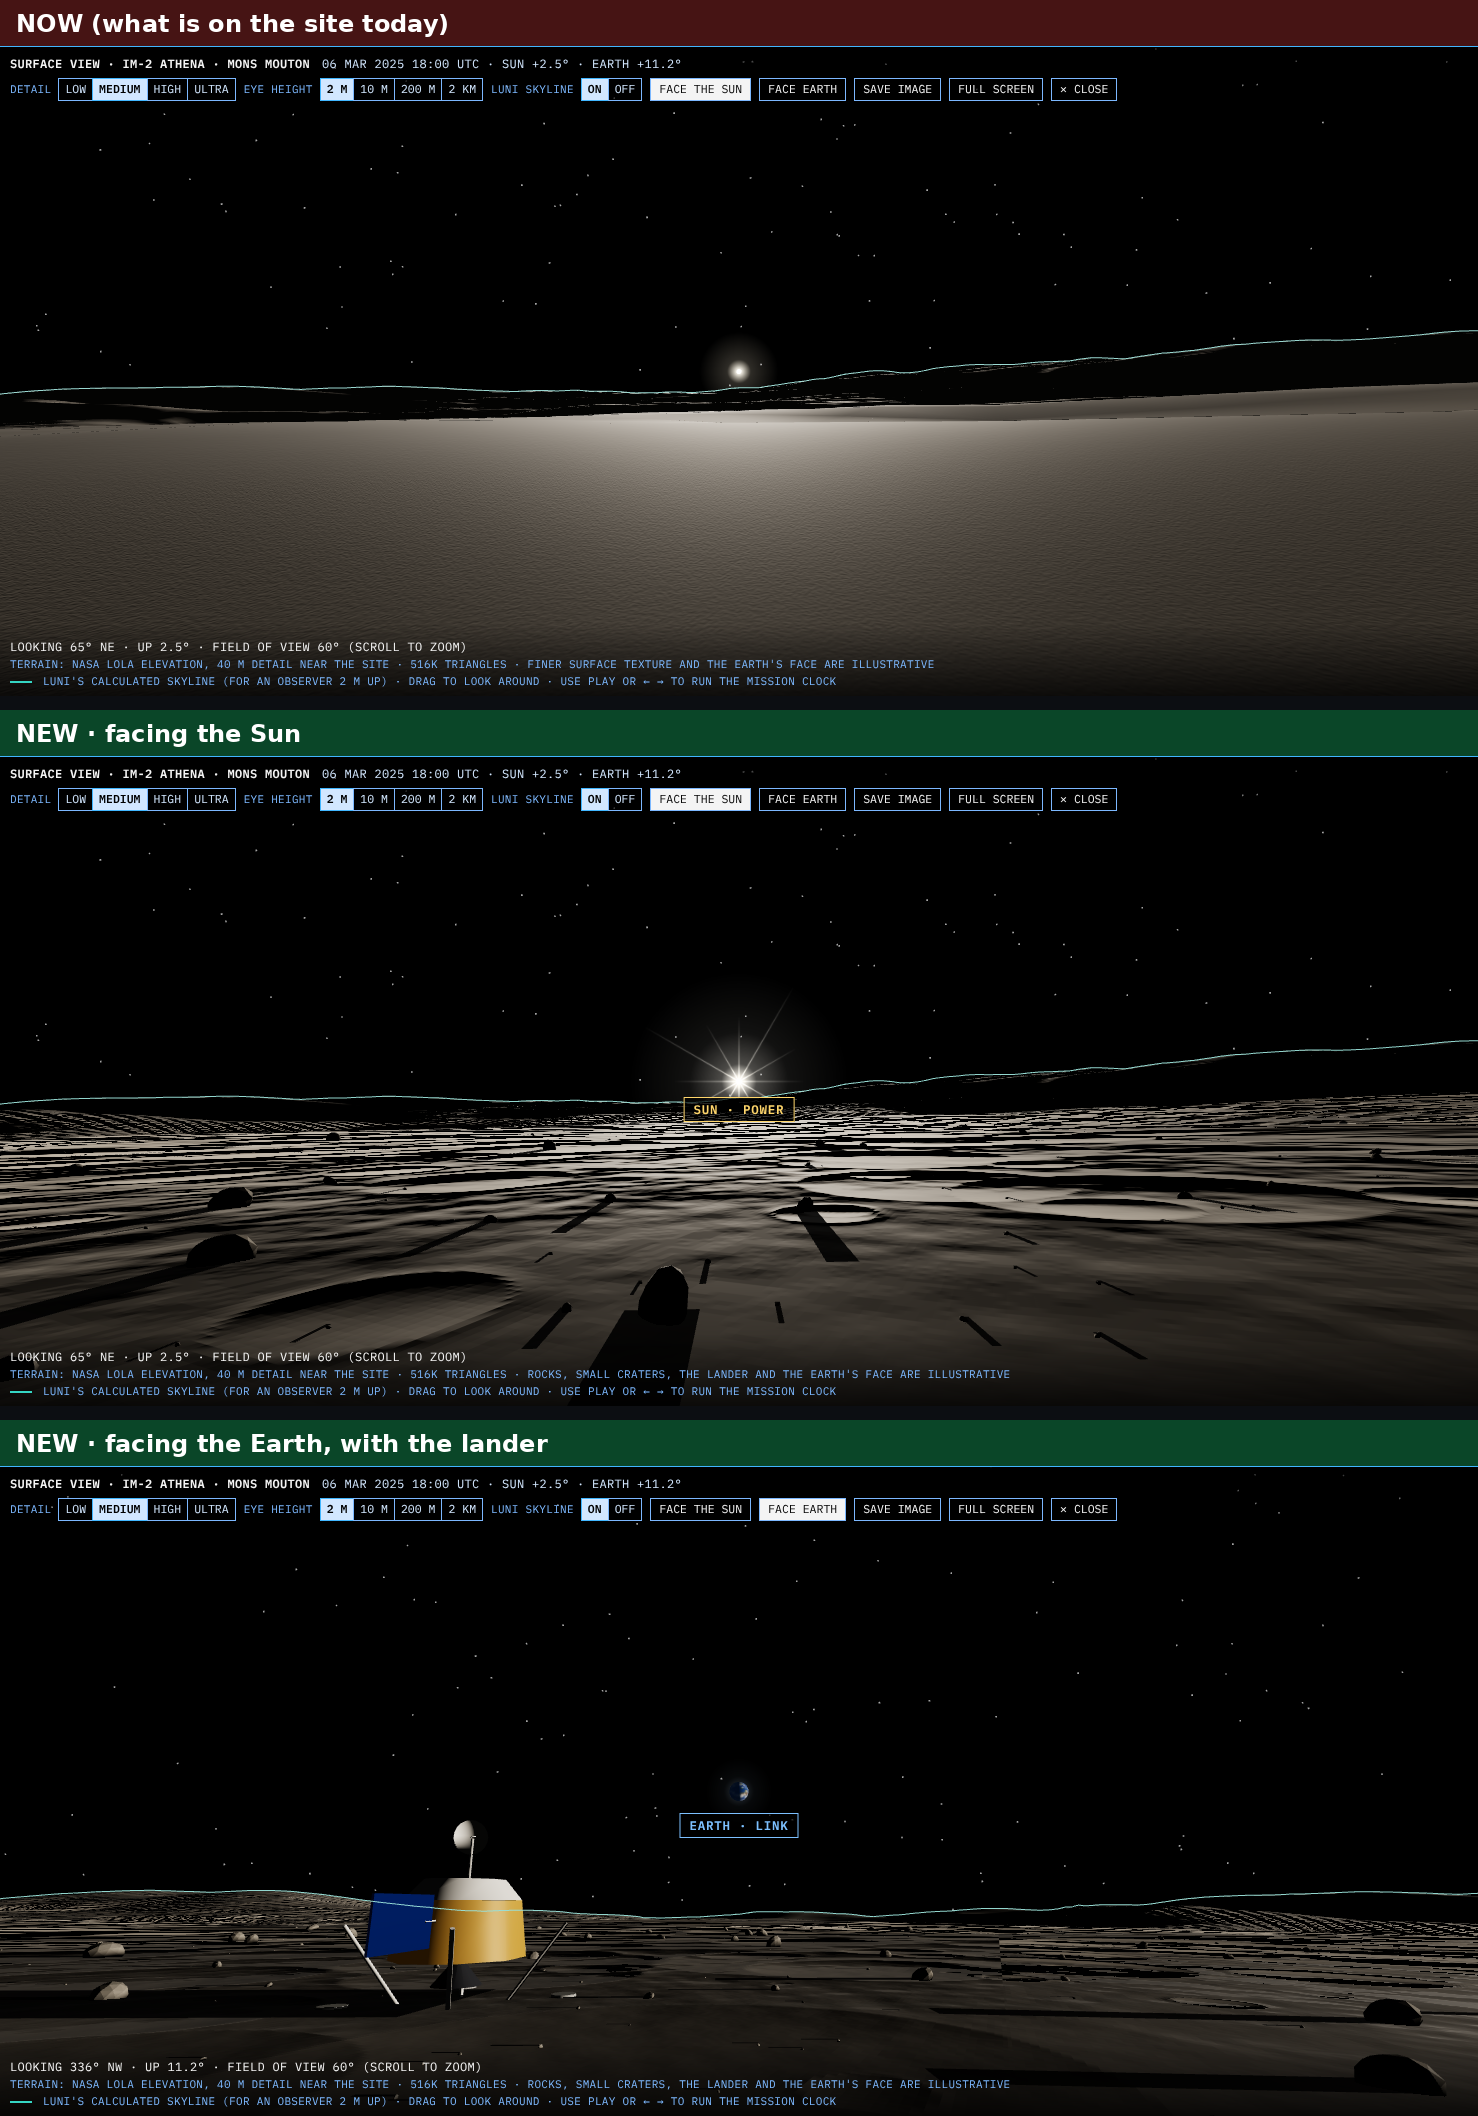 NOW (what is on the site today)
SURFACE VIEW · IM-2 ATHENA · MONS MOUTON 06 MAR 2025 18:00 UTC · SUN +2.5° · EARTH +11.2°
DETAIL LOW MEDIUM HIGH ULTRA EYE HEIGHT 2 M 10 M 200 M 2 KM LUNI SKYLINE ON OFF FACE THE SUN FACE EARTH SAVE IMAGE FULL SCREEN × CLOSE
LOOKING 65° NE · UP 2.5° · FIELD OF VIEW 60° (SCROLL TO ZOOM)
TERRAIN: NASA LOLA ELEVATION, 40 M DETAIL NEAR THE SITE · 516K TRIANGLES · FINER SURFACE TEXTURE AND THE EARTH'S FACE ARE ILLUSTRATIVE
LUNI'S CALCULATED SKYLINE (FOR AN OBSERVER 2 M UP) · DRAG TO LOOK AROUND · USE PLAY OR ← → TO RUN THE MISSION CLOCK
NEW · facing the Sun
SURFACE VIEW · IM-2 ATHENA · MONS MOUTON 06 MAR 2025 18:00 UTC · SUN +2.5° · EARTH +11.2°
DETAIL LOW MEDIUM HIGH ULTRA EYE HEIGHT 2 M 10 M 200 M 2 KM LUNI SKYLINE ON OFF FACE THE SUN FACE EARTH SAVE IMAGE FULL SCREEN × CLOSE
SUN · POWER
LOOKING 65° NE · UP 2.5° · FIELD OF VIEW 60° (SCROLL TO ZOOM)
TERRAIN: NASA LOLA ELEVATION, 40 M DETAIL NEAR THE SITE · 516K TRIANGLES · ROCKS, SMALL CRATERS, THE LANDER AND THE EARTH'S FACE ARE ILLUSTRATIVE
LUNI'S CALCULATED SKYLINE (FOR AN OBSERVER 2 M UP) · DRAG TO LOOK AROUND · USE PLAY OR ← → TO RUN THE MISSION CLOCK
NEW · facing the Earth, with the lander
SURFACE VIEW · IM-2 ATHENA · MONS MOUTON 06 MAR 2025 18:00 UTC · SUN +2.5° · EARTH +11.2°
DETAIL LOW MEDIUM HIGH ULTRA EYE HEIGHT 2 M 10 M 200 M 2 KM LUNI SKYLINE ON OFF FACE THE SUN FACE EARTH SAVE IMAGE FULL SCREEN × CLOSE
EARTH · LINK
LOOKING 336° NW · UP 11.2° · FIELD OF VIEW 60° (SCROLL TO ZOOM)
TERRAIN: NASA LOLA ELEVATION, 40 M DETAIL NEAR THE SITE · 516K TRIANGLES · ROCKS, SMALL CRATERS, THE LANDER AND THE EARTH'S FACE ARE ILLUSTRATIVE
LUNI'S CALCULATED SKYLINE (FOR AN OBSERVER 2 M UP) · DRAG TO LOOK AROUND · USE PLAY OR ← → TO RUN THE MISSION CLOCK